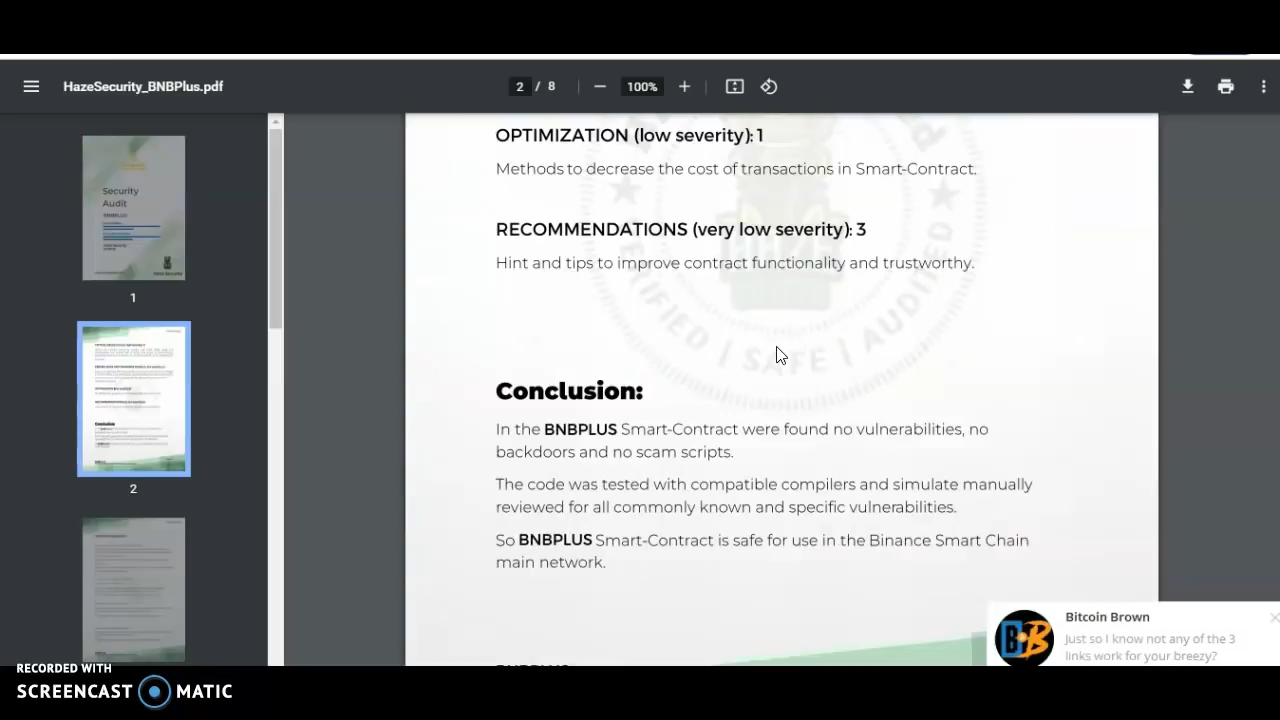 HazeSecurity_BNBPlus.pdf
2 / 8
100%
OPTIMIZATION (low severity): 1
Methods to decrease the cost of transactions in Smart-Contract.
RECOMMENDATIONS (very low severity): 3
Hint and tips to improve contract functionality and trustworthy.
Conclusion:
In the BNBPLUS Smart-Contract were found no vulnerabilities, no
backdoors and no scam scripts.
The code was tested with compatible compilers and simulate manually
reviewed for all commonly known and specific vulnerabilities.
So BNBPLUS Smart-Contract is safe for use in the Binance Smart Chain
main network.
Security
Audit
BNBPLUS
1
2
Bitcoin Brown
Just so I know not any of the 3
links work for your breezy?
RECORDED WITH
SCREENCAST MATIC